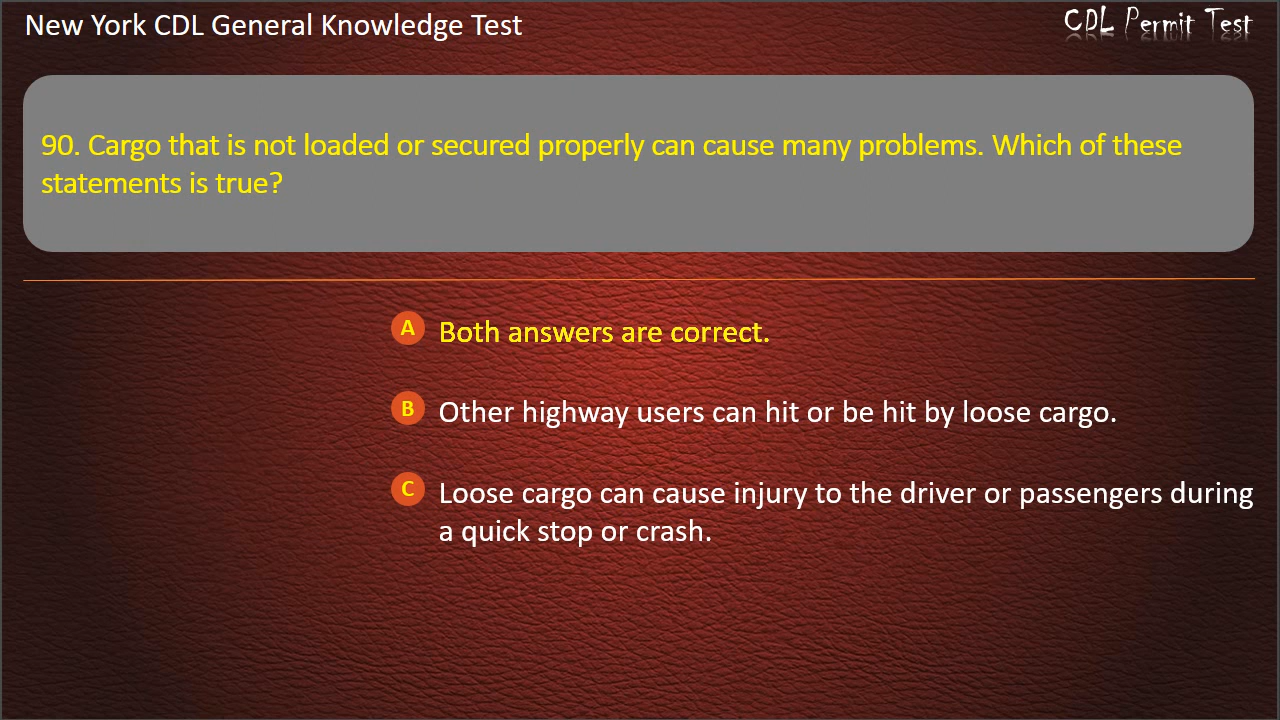 New York CDL General Knowledge Test
CDL Permit Test
90. Cargo that is not loaded or secured properly can cause many problems. Which of these
statements is true?
A Both answers are correct.
B Other highway users can hit or be hit by loose cargo.
C Loose cargo can cause injury to the driver or passengers during
a quick stop or crash.